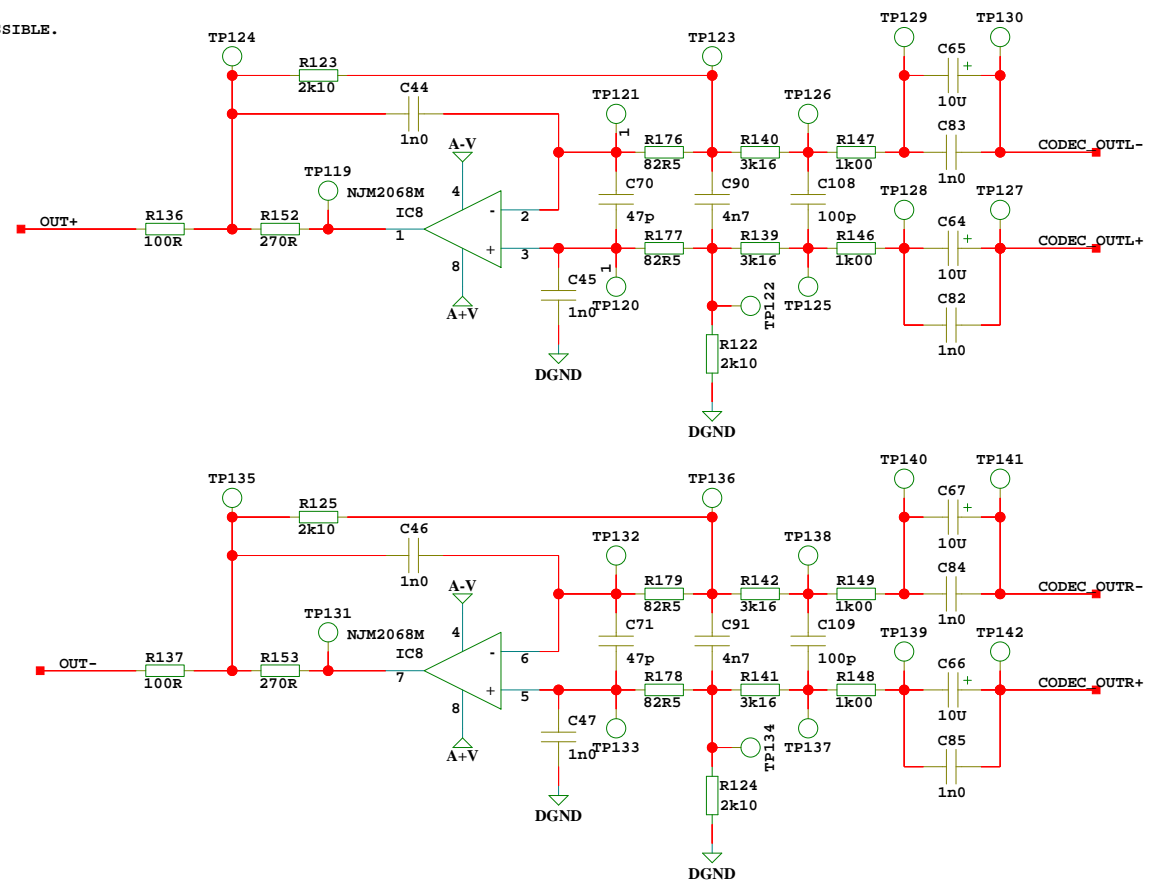 SSIBLE.
TP129
TP130
TP124
TP123
C65
+
R123
2k10
C44
10U
TP121
TP126
1n0
1
C83
A-V
R176
R140
R147
CODEC_OUTL-
82R5
3k16
1k00
1n0
TP119
4
NJM2068M
C70
C90
C108
TP128
TP127
OUT+
R136
R152
IC8
-
2
47p
4n7
100p
C64
+
100R
270R
1
+
3
R177
R139
R146
CODEC_OUTL+
82R5
3k16
1k00
10U
8
1
C45
TP120
TP122
TP125
C82
A+V
1n0
R122
1n0
2k10
DGND
DGND
TP140
TP141
TP135
TP136
C67
+
R125
2k10
C46
10U
TP132
TP138
1n0
C84
A-V
R179
R142
R149
CODEC_OUTR-
82R5
3k16
1k00
1n0
TP131
4
NJM2068M
C71
C91
C109
TP139
TP142
OUT-
R137
R153
IC8
-
6
47p
4n7
100p
C66
+
100R
270R
7
+
5
R178
R141
R148
CODEC_OUTR+
82R5
3k16
1k00
10U
8
C47
TP133
TP134
TP137
C85
A+V
1n0
R124
1n0
2k10
DGND
DGND